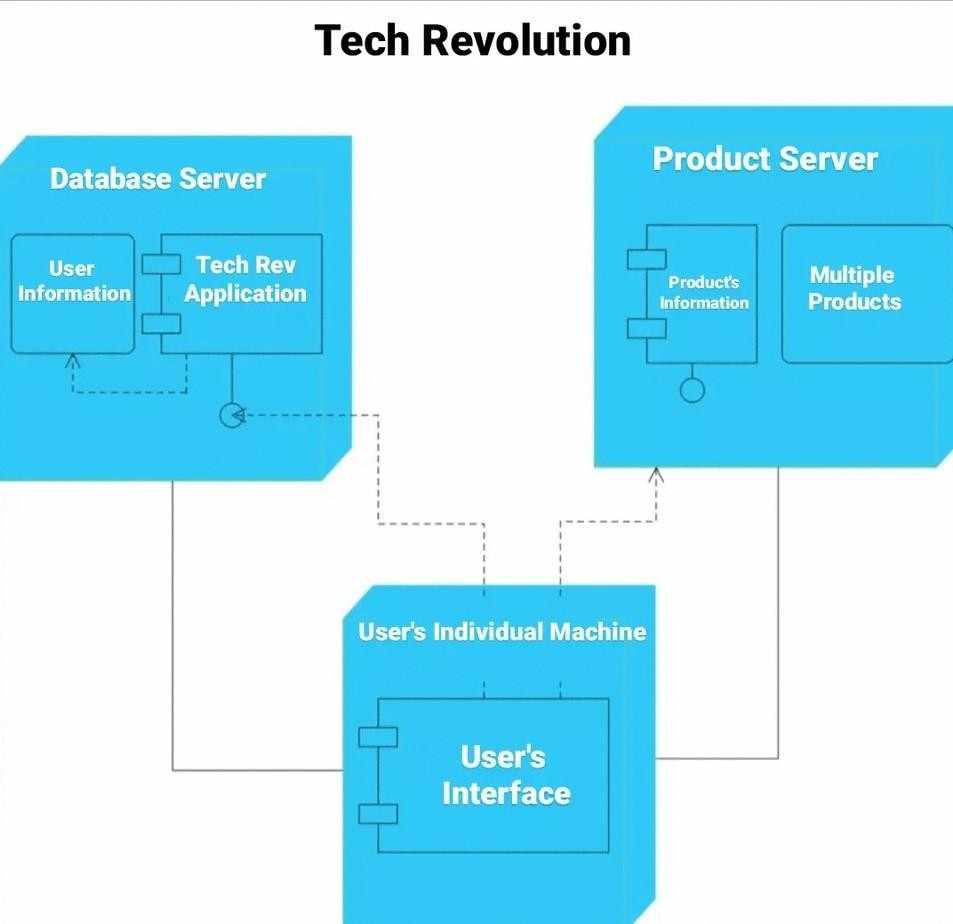 Tech Revolution
Database Server
User
Information
Tech Rev
Application
Product Server
Product's
Information
Multiple
Products
User's Individual Machine
User's
Interface